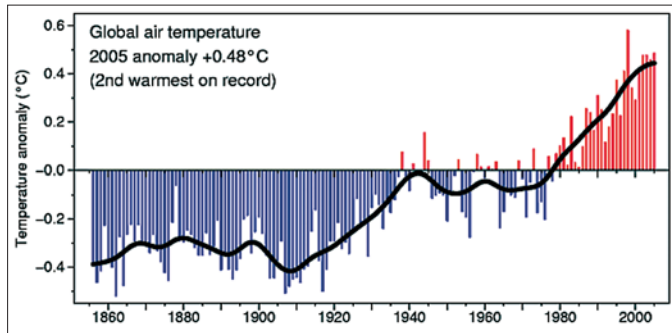 Global air temperature
2005 anomaly +0.48°C
(2nd warmest on record)
Temperature anomaly (°C)
0.6
0.4
0.2
-0.0
-0.2
-0.4
1860 1880 1900 1920 1940 1960 1980 2000